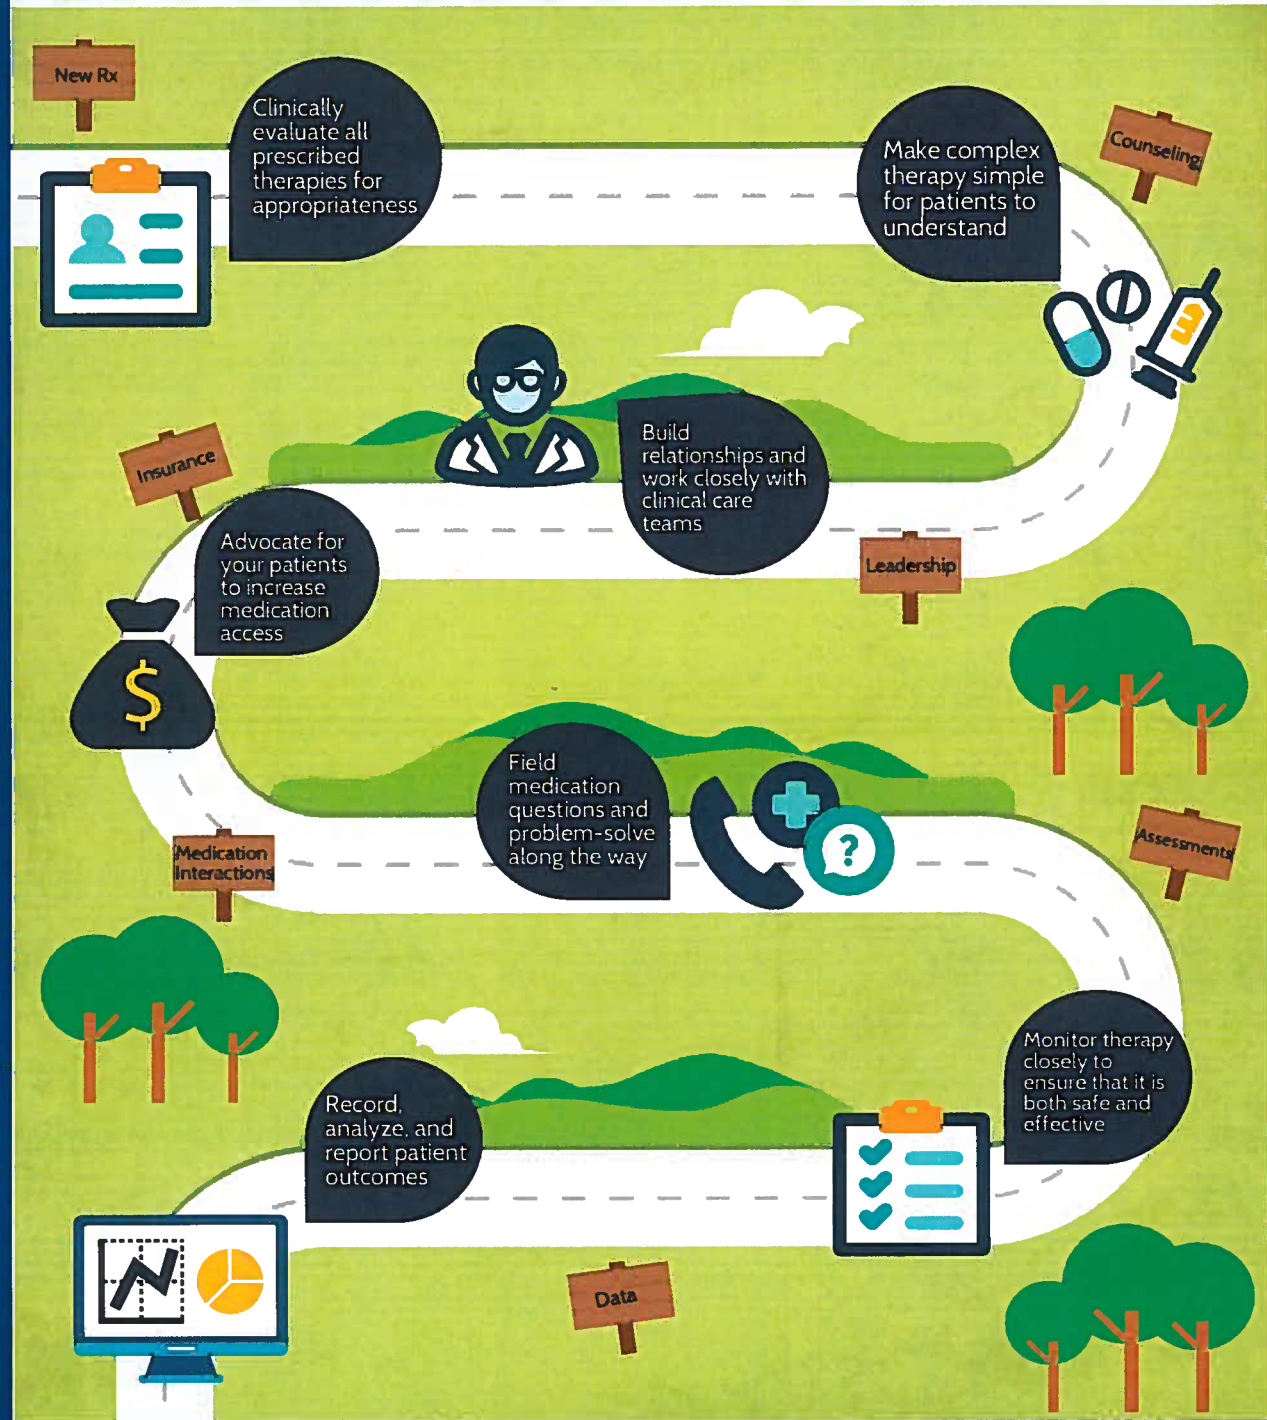 New Rx
Clinically
evaluate all
prescribed
therapies for
appropriateness
Make complex
therapy simple
for patients to
understand
Counseling
Build
relationships and
work closely with
clinical care
teams
Leadership
Insurance
Advocate for
your patients
to increase
medication
access
$
Medication
Interactions
Field
medication
questions and
problem-solve
along the way
?
Assessments
Monitor therapy
closely to
ensure that it is
both safe and
effective
Record,
analyze, and
report patient
outcomes
Data